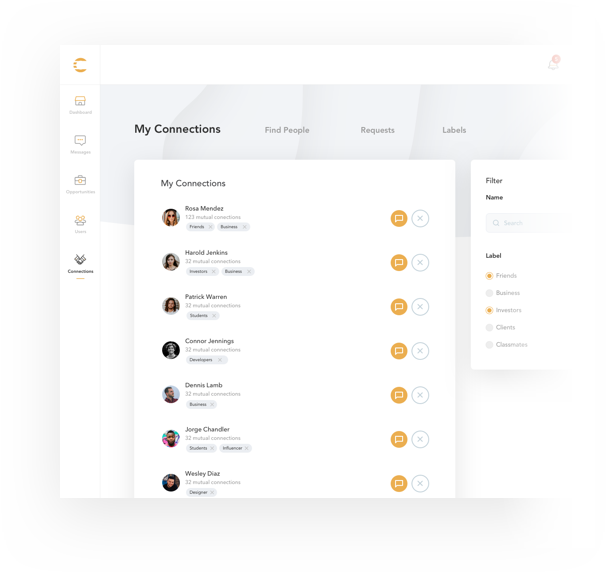 6
Dashboard
Messages
Opportunities
Users
Connections
My Connections
Find People
Requests
Labels
My Connections
Rosa Mendez
123 mutual conections
Friends × Business ×
Harold Jenkins
32 mutual connections
Investors × Business ×
Patrick Warren
32 mutual connections
Students ×
Connor Jennings
32 mutual connections
Developers ×
Dennis Lamb
32 mutual connections
Business ×
Jorge Chandler
32 mutual connections
Students × Influencer ×
Wesley Diaz
32 mutual connections
Designer ×
Filter
Name
Search
Label
Friends
Business
Investors
Clients
Classmates